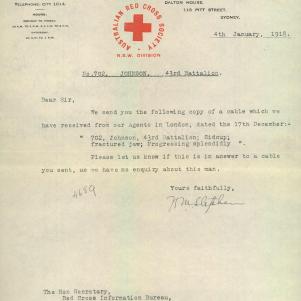 TELEPHONE: CITY 1014.
DALTON HOUSE,
115 PITT STREET,
SYDNEY.
AUSTRALIAN RED CROSS SOCIETY
N.S.W. DIVISION
4th January, 1918.
No.702, JOHNSON, 43rd Battalion.
Dear Sir,
We send you the following copy of a cable which we
have received from our Agents in London, dated the 17th December:-
" 702, Johnson, 43rd Battalion; Sidcup;
fractured jaw; Progressing splendidly ".
Please let us know if this is in answer to a cable
you sent, us we have no enquiry about this man.
4689
Yours faithfully,
The Hon Secretary,
Red Cross Information Bureau,